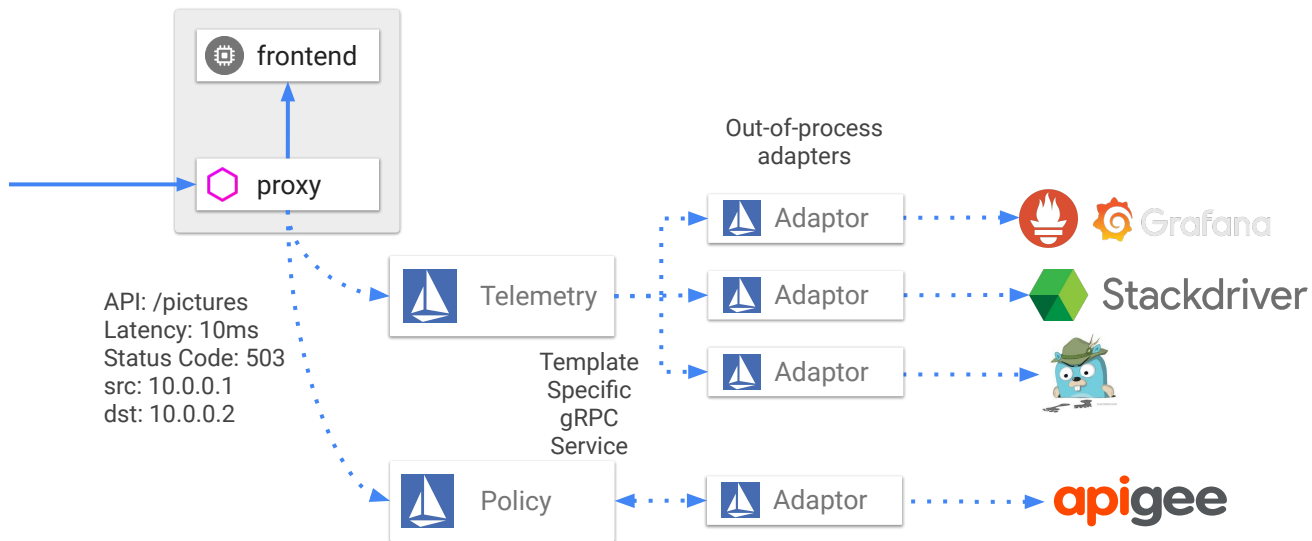 frontend
proxy
API: /pictures
Latency: 10ms
Status Code: 503
src: 10.0.0.1
dst: 10.0.0.2
Telemetry
Template
Specific
gRPC
Service
Policy
Out-of-process
adapters
Adaptor
Adaptor
Adaptor
Adaptor
Grafana
Stackdriver
apigee